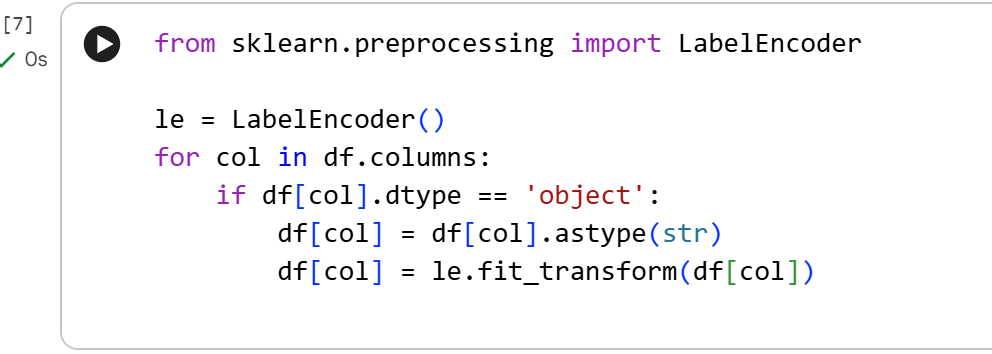 [7]
✓ 0s
from sklearn.preprocessing import LabelEncoder
le = LabelEncoder()
for col in df.columns:
    if df[col].dtype == 'object':
        df[col] = df[col].astype(str)
        df[col] = le.fit_transform(df[col])